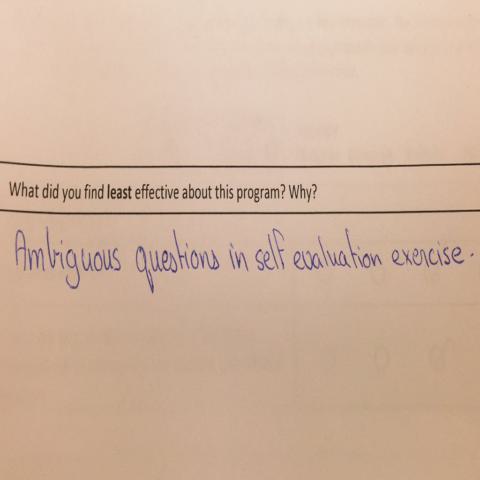 What did you find least effective about this program? Why?
Ambiguous questions in self evaluation exercise.